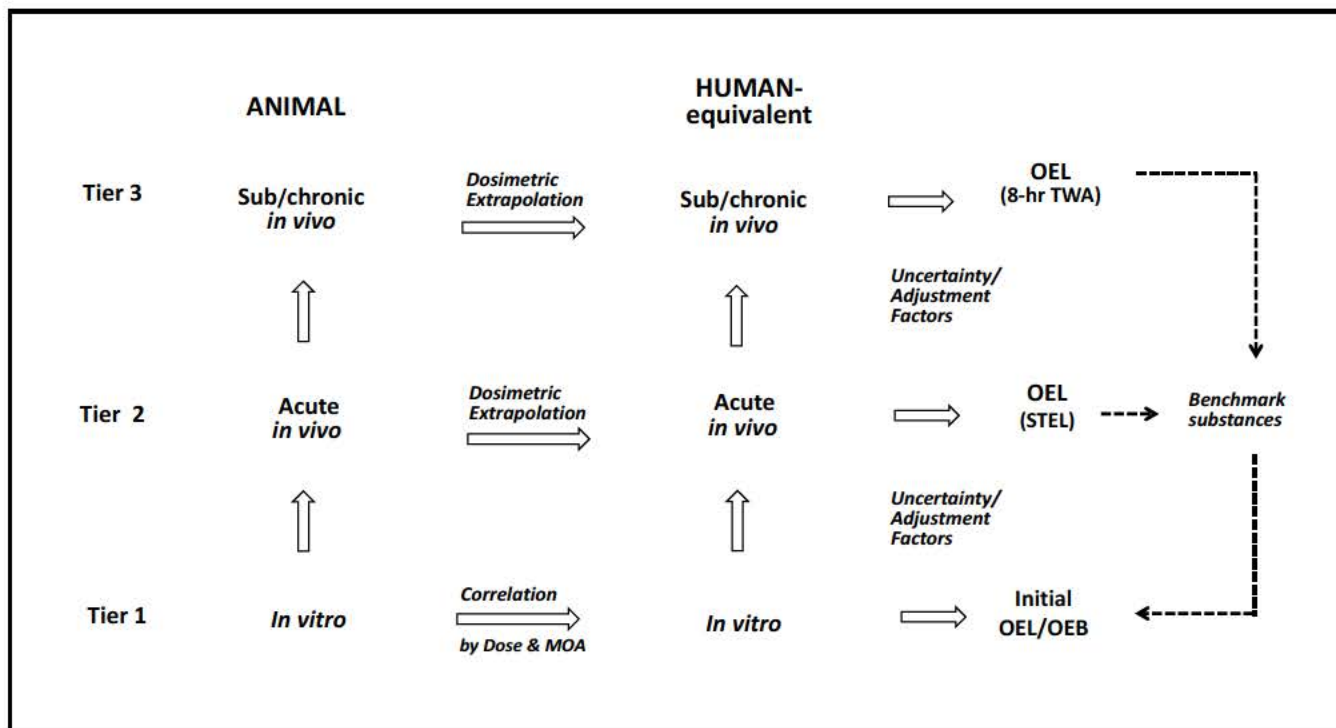 ANIMAL
HUMAN-
equivalent
Tier 3
Sub/chronic
in vivo
Dosimetric
Extrapolation
Sub/chronic
in vivo
OEL
(8-hr TWA)
Uncertainty/
Adjustment
Factors
Tier 2
Acute
in vivo
Dosimetric
Extrapolation
Acute
in vivo
OEL
(STEL)
Benchmark
substances
Uncertainty/
Adjustment
Factors
Tier 1
In vitro
Correlation
by Dose & MOA
In vitro
Initial
OEL/OEB